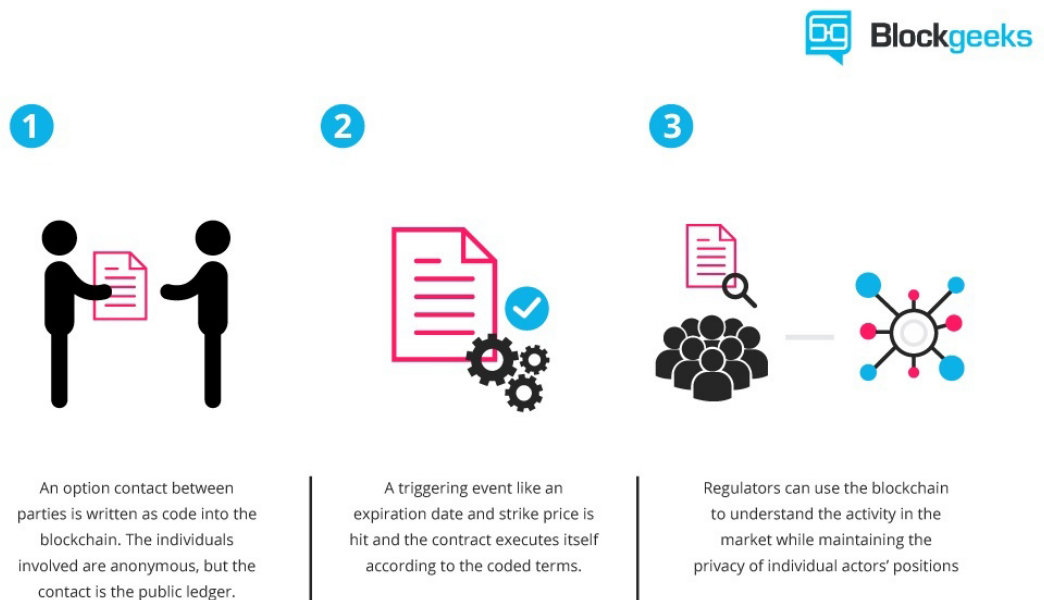 Blockgeeks
1
2
3
An option contact between
parties is written as code into the
blockchain. The individuals
involved are anonymous, but the
contact is the public ledger.
A triggering event like an
expiration date and strike price is
hit and the contract executes itself
according to the coded terms.
Regulators can use the blockchain
to understand the activity in the
market while maintaining the
privacy of individual actors’ positions